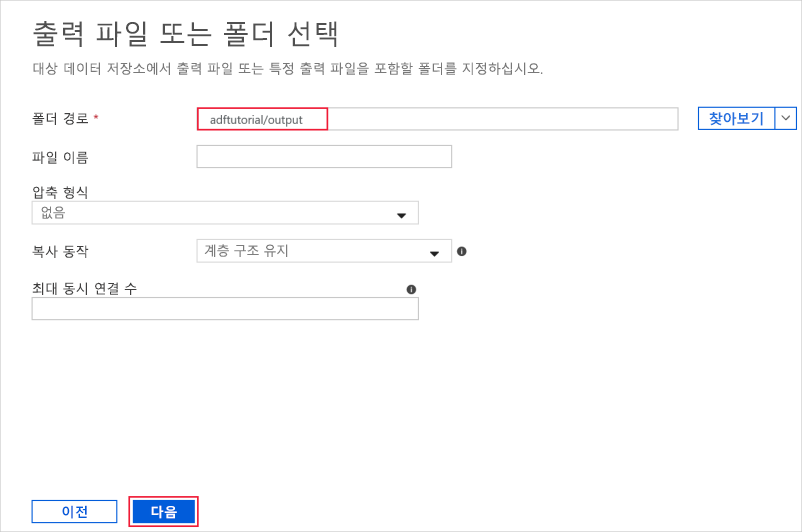 출력 파일 또는 폴더 선택
대상 데이터 저장소에서 출력 파일 또는 특정 출력 파일을 포함할 폴더를 지정하십시오.
폴더 경로 * adftutorial/output 찾아보기
파일 이름
압축 형식
없음
복사 동작 계층 구조 유지
최대 동시 연결 수
이전 다음